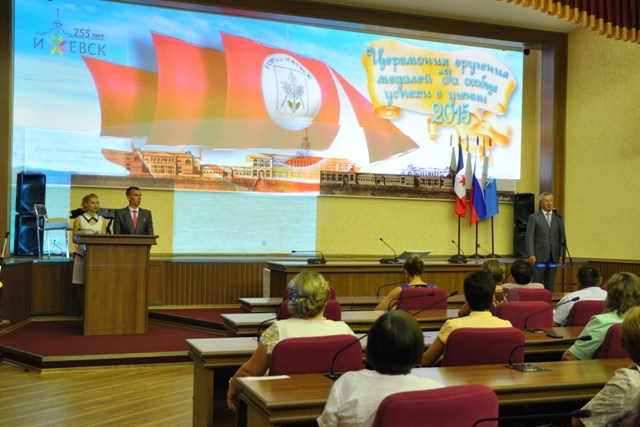 255 лет
ИЖЕВСК
Церемония вручения
медалей "За особые
успехи в учении"
2015